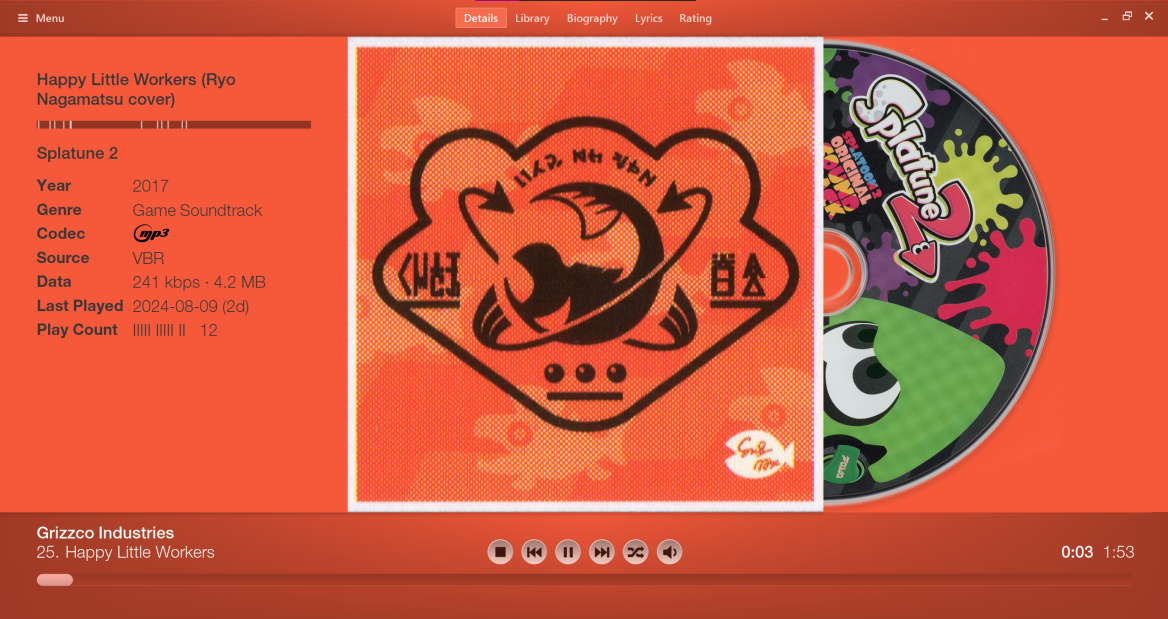 Menu
Details Library Biography Lyrics Rating
Happy Little Workers (Ryo
Nagamatsu cover)
Splatune 2
Year 2017
Genre Game Soundtrack
Codec mp3
Source VBR
Data 241 kbps · 4.2 MB
Last Played 2024-08-09 (2d)
Play Count 12
Splatune
2
SPLATOON 2
ORIGINAL
Grizzco Industries
25. Happy Little Workers
0:03 1:53